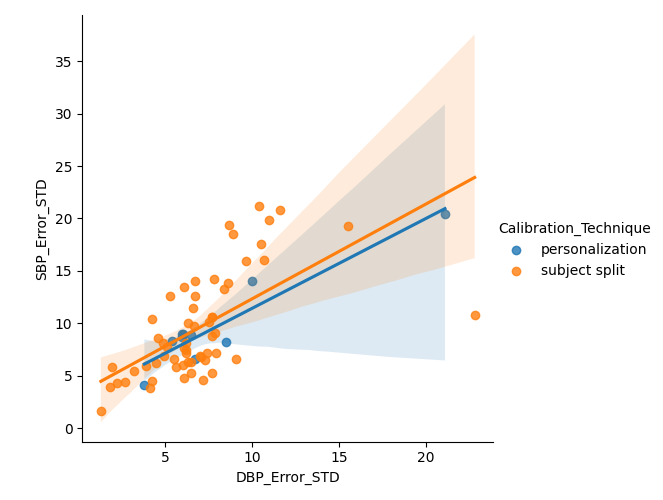 35
30
25
20
15
10
5
0
SBP_Error_STD
5 10 15 20
DBP_Error_STD
Calibration_Technique
personalization
subject split